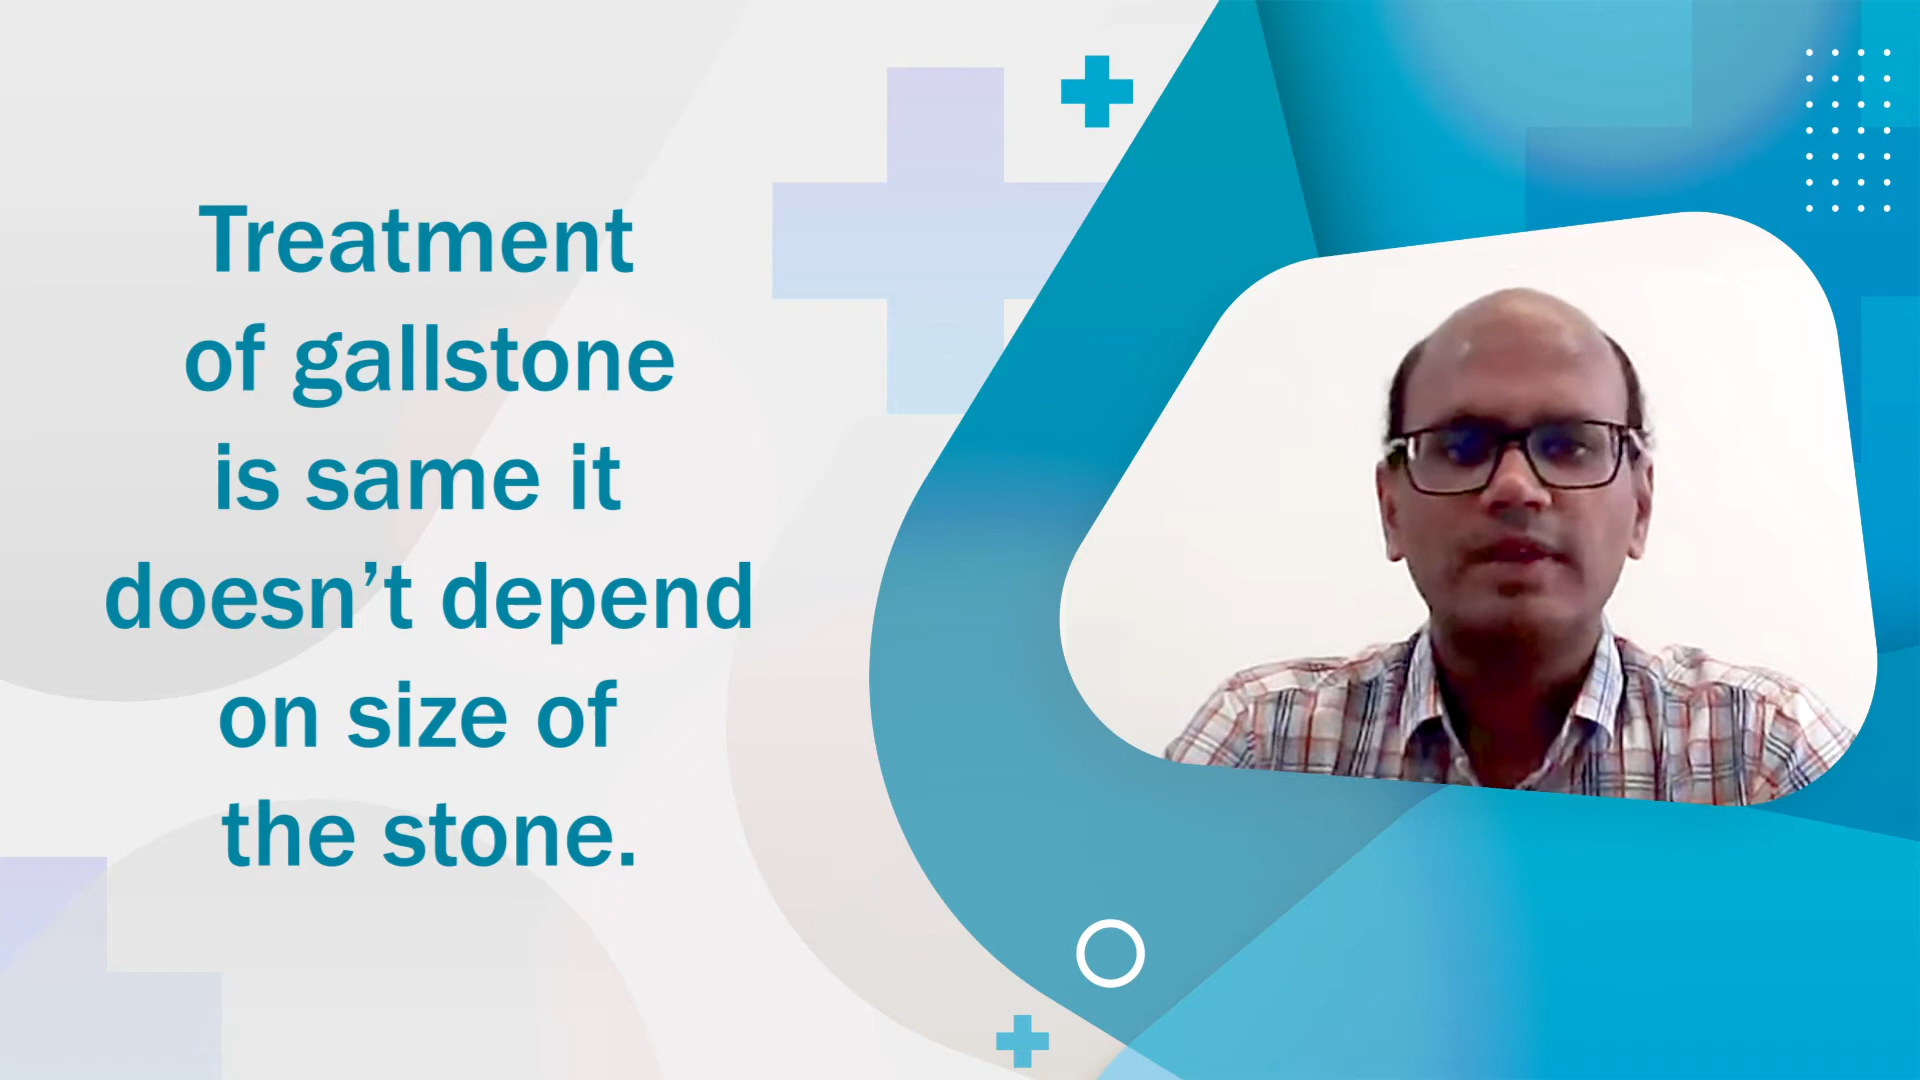 Treatment
of gallstone
is same it
doesn’t depend
on size of
the stone.